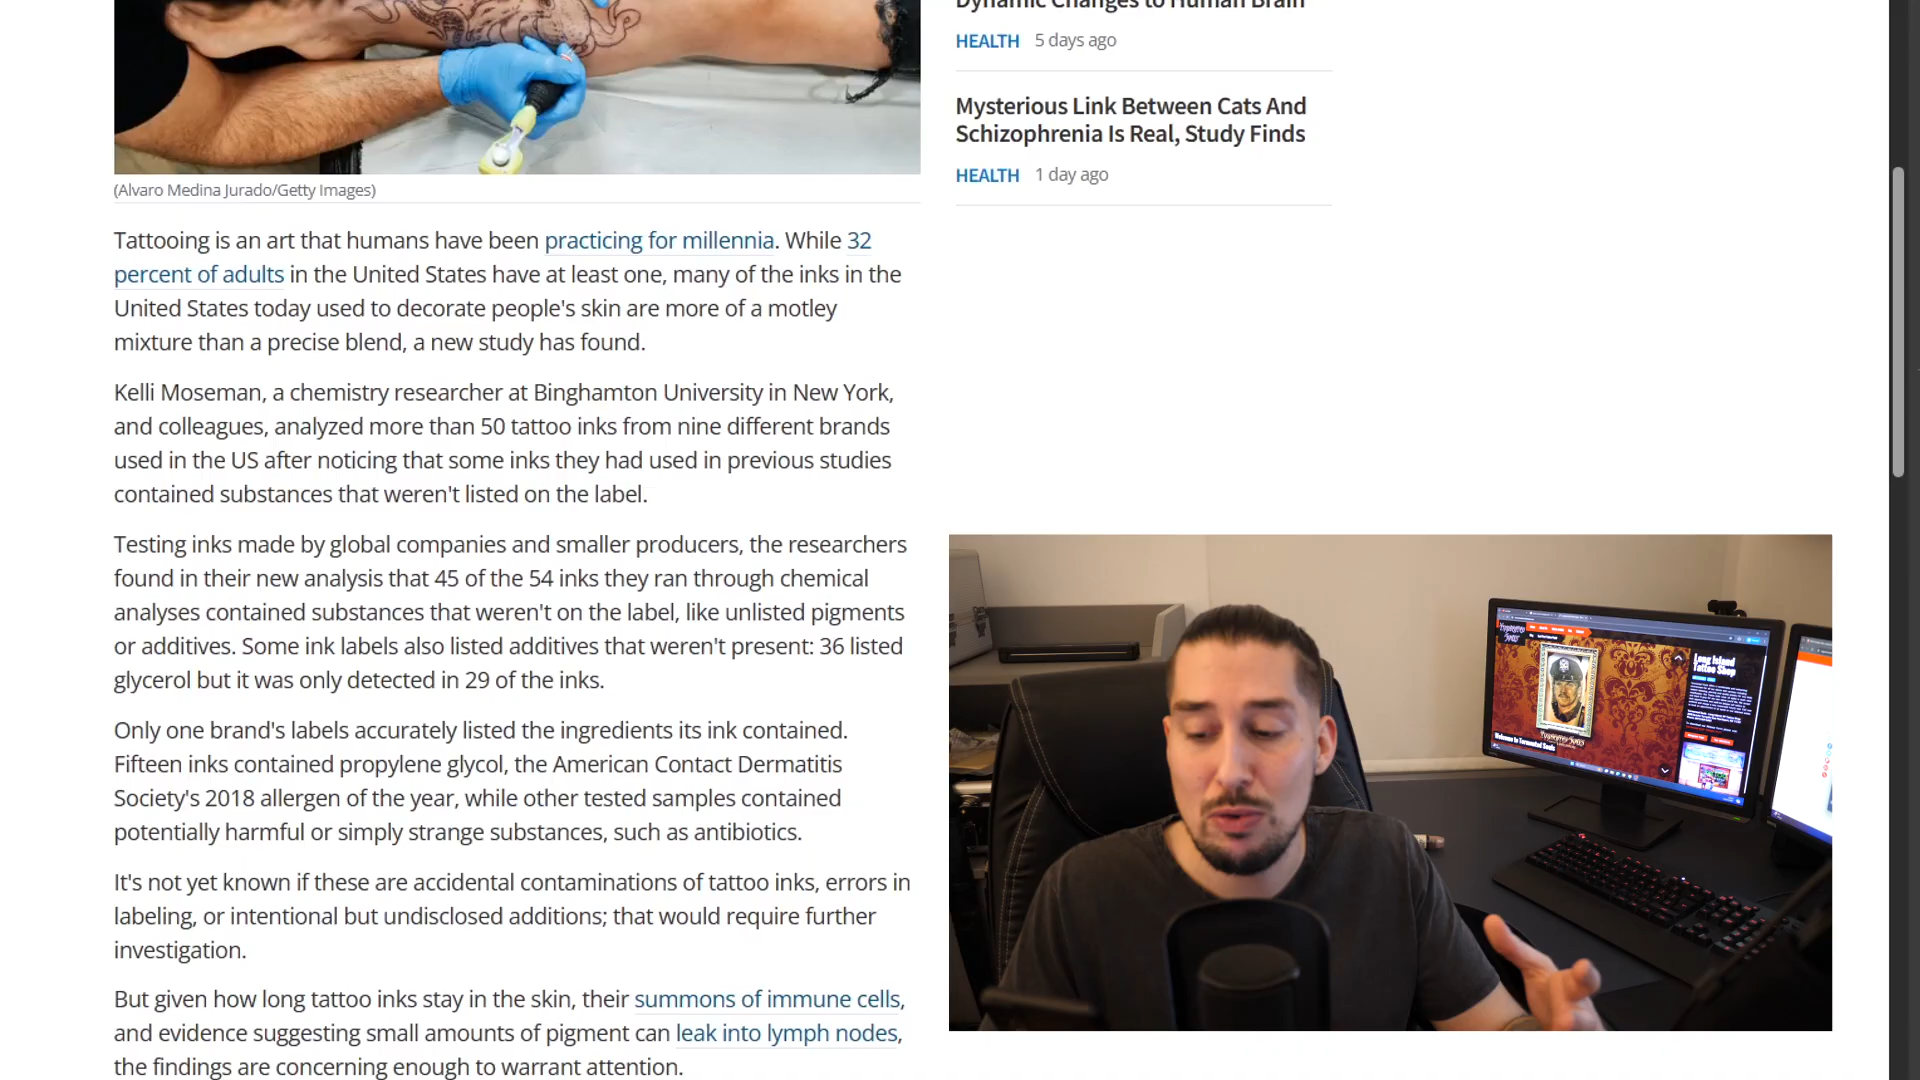 Dynamic Changes to Human Brain
HEALTH 5 days ago
Mysterious Link Between Cats And
Schizophrenia Is Real, Study Finds
HEALTH 1 day ago
(Alvaro Medina Jurado/Getty Images)
Tattooing is an art that humans have been practicing for millennia. While 32
percent of adults in the United States have at least one, many of the inks in the
United States today used to decorate people's skin are more of a motley
mixture than a precise blend, a new study has found.
Kelli Moseman, a chemistry researcher at Binghamton University in New York,
and colleagues, analyzed more than 50 tattoo inks from nine different brands
used in the US after noticing that some inks they had used in previous studies
contained substances that weren't listed on the label.
Testing inks made by global companies and smaller producers, the researchers
found in their new analysis that 45 of the 54 inks they ran through chemical
analyses contained substances that weren't on the label, like unlisted pigments
or additives. Some ink labels also listed additives that weren't present: 36 listed
glycerol but it was only detected in 29 of the inks.
Only one brand's labels accurately listed the ingredients its ink contained.
Fifteen inks contained propylene glycol, the American Contact Dermatitis
Society's 2018 allergen of the year, while other tested samples contained
potentially harmful or simply strange substances, such as antibiotics.
It's not yet known if these are accidental contaminations of tattoo inks, errors in
labeling, or intentional but undisclosed additions; that would require further
investigation.
But given how long tattoo inks stay in the skin, their summons of immune cells,
and evidence suggesting small amounts of pigment can leak into lymph nodes,
the findings are concerning enough to warrant attention.
Long Island
Tattoo Shop
Welcome to Tormented Souls